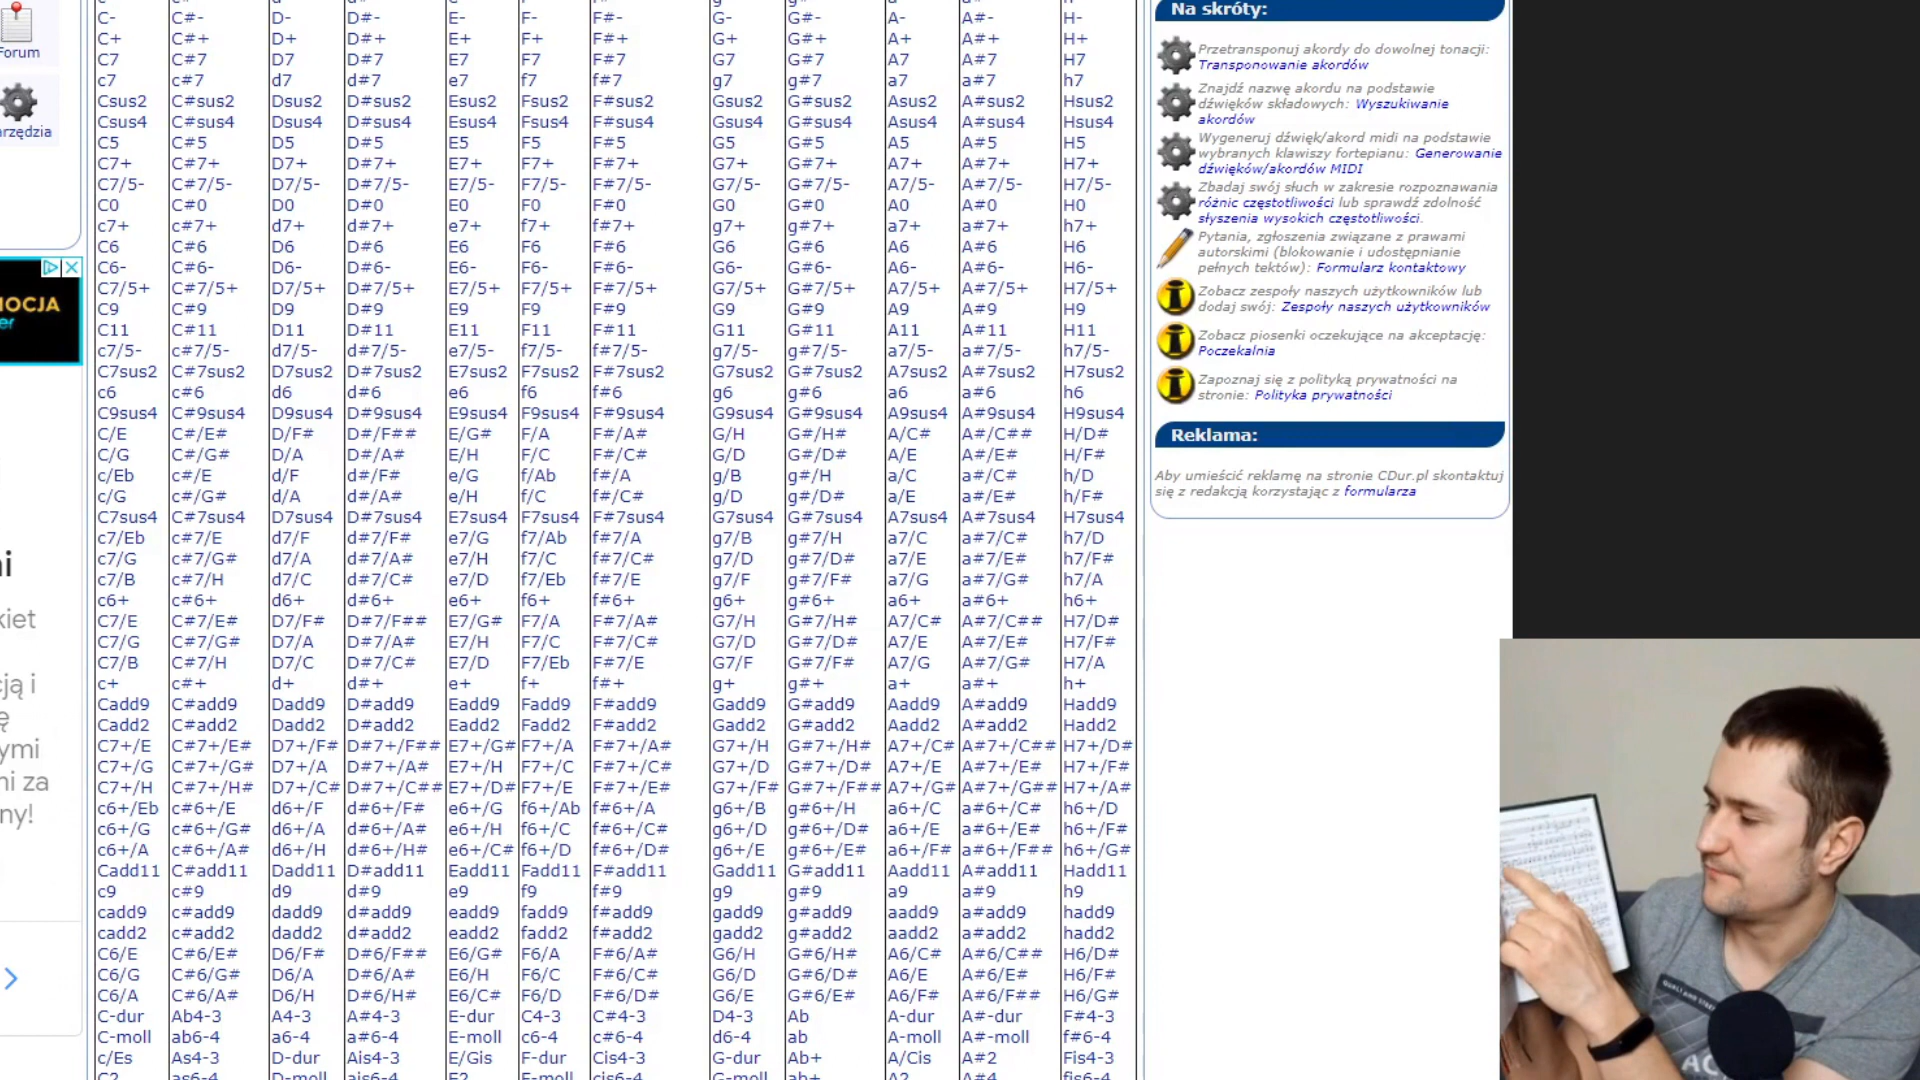 Forum
arzędzia
MOCJA
er
ni
kiet
cją i
ę
ymi
ni za
ny!
C- C#- D- D#- E- F- F#- G- G#- A- A#- H-
C+ C#+ D+ D#+ E+ F+ F#+ G+ G#+ A+ A#+ H+
C7 C#7 D7 D#7 E7 F7 F#7 G7 G#7 A7 A#7 H7
c7 c#7 d7 d#7 e7 f7 f#7 g7 g#7 a7 a#7 h7
Csus2 C#sus2 Dsus2 D#sus2 Esus2 Fsus2 F#sus2 Gsus2 G#sus2 Asus2 A#sus2 Hsus2
Csus4 C#sus4 Dsus4 D#sus4 Esus4 Fsus4 F#sus4 Gsus4 G#sus4 Asus4 A#sus4 Hsus4
C5 C#5 D5 D#5 E5 F5 F#5 G5 G#5 A5 A#5 H5
C7+ C#7+ D7+ D#7+ E7+ F7+ F#7+ G7+ G#7+ A7+ A#7+ H7+
C7/5- C#7/5- D7/5- D#7/5- E7/5- F7/5- F#7/5- G7/5- G#7/5- A7/5- A#7/5- H7/5-
C0 C#0 D0 D#0 E0 F0 F#0 G0 G#0 A0 A#0 H0
c7+ c#7+ d7+ d#7+ e7+ f7+ f#7+ g7+ g#7+ a7+ a#7+ h7+
C6 C#6 D6 D#6 E6 F6 F#6 G6 G#6 A6 A#6 H6
C6- C#6- D6- D#6- E6- F6- F#6- G6- G#6- A6- A#6- H6-
C7/5+ C#7/5+ D7/5+ D#7/5+ E7/5+ F7/5+ F#7/5+ G7/5+ G#7/5+ A7/5+ A#7/5+ H7/5+
C9 C#9 D9 D#9 E9 F9 F#9 G9 G#9 A9 A#9 H9
C11 C#11 D11 D#11 E11 F11 F#11 G11 G#11 A11 A#11 H11
c7/5- c#7/5- d7/5- d#7/5- e7/5- f7/5- f#7/5- g7/5- g#7/5- a7/5- a#7/5- h7/5-
C7sus2 C#7sus2 D7sus2 D#7sus2 E7sus2 F7sus2 F#7sus2 G7sus2 G#7sus2 A7sus2 A#7sus2 H7sus2
c6 c#6 d6 d#6 e6 f6 f#6 g6 g#6 a6 a#6 h6
C9sus4 C#9sus4 D9sus4 D#9sus4 E9sus4 F9sus4 F#9sus4 G9sus4 G#9sus4 A9sus4 A#9sus4 H9sus4
C/E C#/E# D/F# D#/F## E/G# F/A F#/A# G/H G#/H# A/C# A#/C## H/D#
C/G C#/G# D/A D#/A# E/H F/C F#/C# G/D G#/D# A/E A#/E# H/F#
c/Eb c#/E d/F d#/F# e/G f/Ab f#/A g/B g#/H a/C a#/C# h/D
c/G c#/G# d/A d#/A# e/H f/C f#/C# g/D g#/D# a/E a#/E# h/F#
C7sus4 C#7sus4 D7sus4 D#7sus4 E7sus4 F7sus4 F#7sus4 G7sus4 G#7sus4 A7sus4 A#7sus4 H7sus4
c7/Eb c#7/E d7/F d#7/F# e7/G f7/Ab f#7/A g7/B g#7/H a7/C a#7/C# h7/D
c7/G c#7/G# d7/A d#7/A# e7/H f7/C f#7/C# g7/D g#7/D# a7/E a#7/E# h7/F#
c7/B c#7/H d7/C d#7/C# e7/D f7/Eb f#7/E g7/F g#7/F# a7/G a#7/G# h7/A
c6+ c#6+ d6+ d#6+ e6+ f6+ f#6+ g6+ g#6+ a6+ a#6+ h6+
C7/E C#7/E# D7/F# D#7/F## E7/G# F7/A F#7/A# G7/H G#7/H# A7/C# A#7/C## H7/D#
C7/G C#7/G# D7/A D#7/A# E7/H F7/C F#7/C# G7/D G#7/D# A7/E A#7/E# H7/F#
C7/B C#7/H D7/C D#7/C# E7/D F7/Eb F#7/E G7/F G#7/F# A7/G A#7/G# H7/A
c+ c#+ d+ d#+ e+ f+ f#+ g+ g#+ a+ a#+ h+
Cadd9 C#add9 Dadd9 D#add9 Eadd9 Fadd9 F#add9 Gadd9 G#add9 Aadd9 A#add9 Hadd9
Cadd2 C#add2 Dadd2 D#add2 Eadd2 Fadd2 F#add2 Gadd2 G#add2 Aadd2 A#add2 Hadd2
C7+/E C#7+/E# D7+/F# D#7+/F## E7+/G# F7+/A F#7+/A# G7+/H G#7+/H# A7+/C# A#7+/C## H7+/D#
C7+/G C#7+/G# D7+/A D#7+/A# E7+/H F7+/C F#7+/C# G7+/D G#7+/D# A7+/E A#7+/E# H7+/F#
C7+/H C#7+/H# D7+/C# D#7+/C## E7+/D# F7+/E F#7+/E# G7+/F# G#7+/F## A7+/G# A#7+/G## H7+/A#
c6+/Eb c#6+/E d6+/F d#6+/F# e6+/G f6+/Ab f#6+/A g6+/B g#6+/H a6+/C a#6+/C# h6+/D
c6+/G c#6+/G# d6+/A d#6+/A# e6+/H f6+/C f#6+/C# g6+/D g#6+/D# a6+/E a#6+/E# h6+/F#
c6+/A c#6+/A# d6+/H d#6+/H# e6+/C# f6+/D f#6+/D# g6+/E g#6+/E# a6+/F# a#6+/F## h6+/G#
Cadd11 C#add11 Dadd11 D#add11 Eadd11 Fadd11 F#add11 Gadd11 G#add11 Aadd11 A#add11 Hadd11
c9 c#9 d9 d#9 e9 f9 f#9 g9 g#9 a9 a#9 h9
cadd9 c#add9 dadd9 d#add9 eadd9 fadd9 f#add9 gadd9 g#add9 aadd9 a#add9 hadd9
cadd2 c#add2 dadd2 d#add2 eadd2 fadd2 f#add2 gadd2 g#add2 aadd2 a#add2 hadd2
C6/E C#6/E# D6/F# D#6/F## E6/G# F6/A F#6/A# G6/H G#6/H# A6/C# A#6/C## H6/D#
C6/G C#6/G# D6/A D#6/A# E6/H F6/C F#6/C# G6/D G#6/D# A6/E A#6/E# H6/F#
C6/A C#6/A# D6/H D#6/H# E6/C# F6/D F#6/D# G6/E G#6/E# A6/F# A#6/F## H6/G#
C-dur Ab4-3 A4-3 A#4-3 E-dur C4-3 C#4-3 D4-3 Ab A-dur A#-dur F#4-3
C-moll ab6-4 a6-4 a#6-4 E-moll c6-4 c#6-4 d6-4 ab A-moll A#-moll f#6-4
c/Es As4-3 D-dur Ais4-3 E/Gis F-dur Cis4-3 G-dur Ab+ A/Cis A#2 Fis4-3
C2 as6-4 D-moll ais6-4 E2 F-moll cis6-4 G-moll ab+ A2 A#4 fis6-4
Na skróty:
Przetransponuj akordy do dowolnej tonacji:
Transponowanie akordów
Znajdź nazwę akordu na podstawie
dźwięków składowych: Wyszukiwanie
akordów
Wygeneruj dźwięk/akord midi na podstawie
wybranych klawiszy fortepianu: Generowanie
dźwięków/akordów MIDI
Zbadaj swój słuch w zakresie rozpoznawania
różnic częstotliwości lub sprawdź zdolność
słyszenia wysokich częstotliwości.
Pytania, zgłoszenia związane z prawami
autorskimi (blokowanie i udostępnianie
pełnych tektów): Formularz kontaktowy
Zobacz zespoły naszych użytkowników lub
dodaj swój: Zespoły naszych użytkowników
Zobacz piosenki oczekujące na akceptację:
Poczekalnia
Zapoznaj się z polityką prywatności na
stronie: Polityka prywatności
Reklama:
Aby umieścić reklamę na stronie CDur.pl skontaktuj
się z redakcją korzystając z formularza